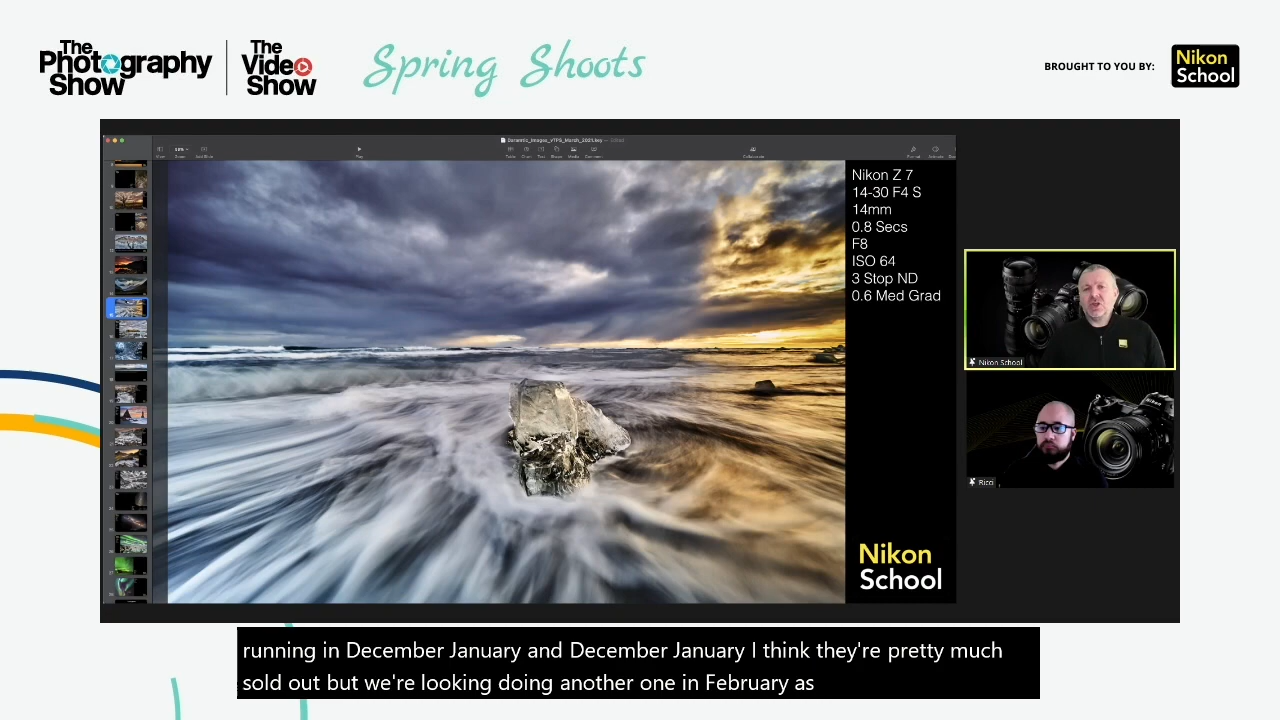 The
Photography
Show
The
Video
Show
Spring Shoots
BROUGHT TO YOU BY:
Nikon
School
Nikon Z 7
14-30 F4 S
14mm
0.8 Secs
F8
ISO 64
3 Stop ND
0.6 Med Grad
Nikon
School
Nikon School
Ricci
running in December January and December January I think they're pretty much
sold out but we're looking doing another one in February as